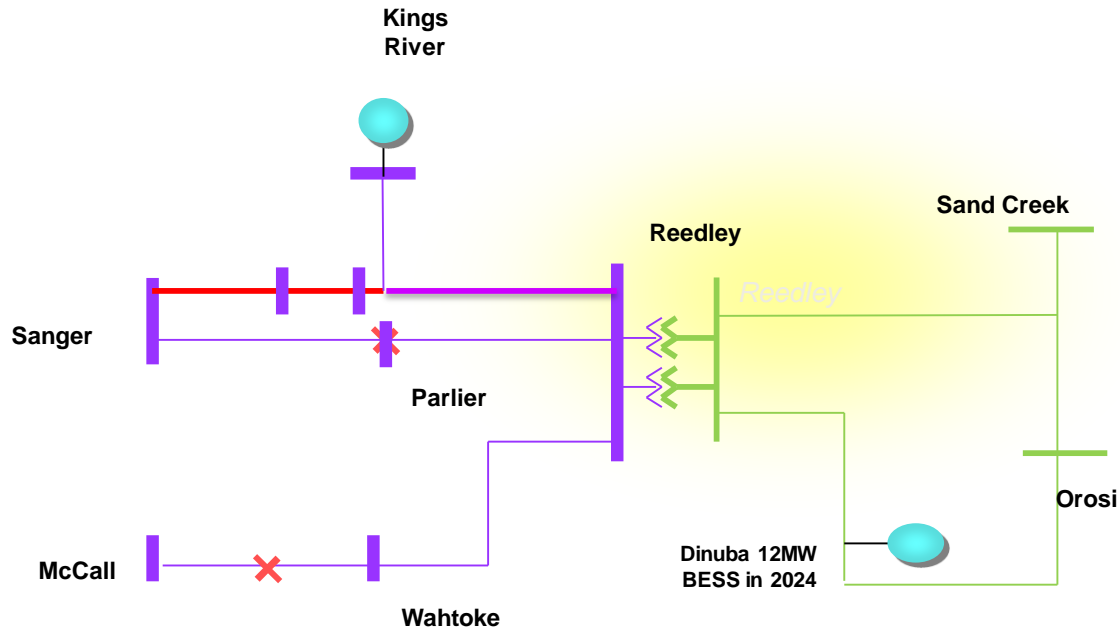 Kings
River
Sand Creek
Reedley
Reedley
Sanger
Parlier
Orosi
Dinuba 12MW
BESS in 2024
McCall
Wahtoke